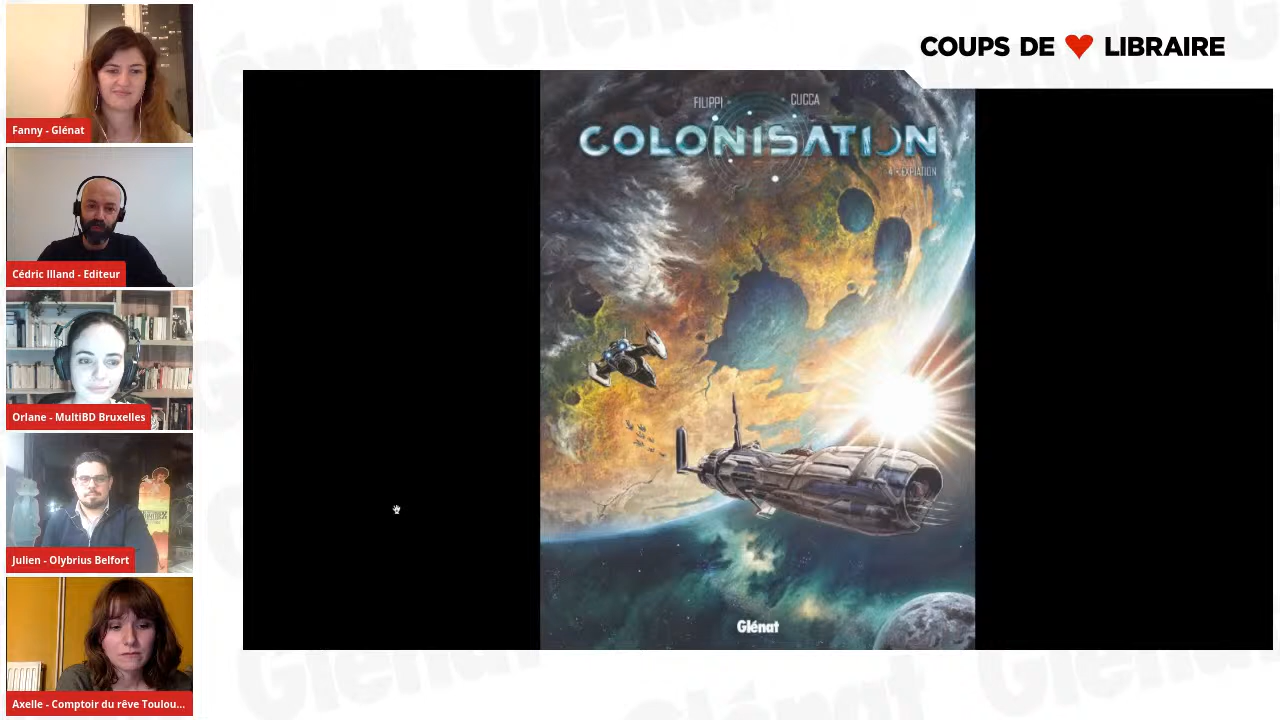 COUPS DE LIBRAIRE
Fanny - Glénat
Cédric Illand - Editeur
Orlane - MultiBD Bruxelles
Julien - Olybrius Belfort
Axelle - Comptoir du rêve Toulou...
FILIPPI
CUCCA
COLONISATION
4 • EXPIATION
Glénat